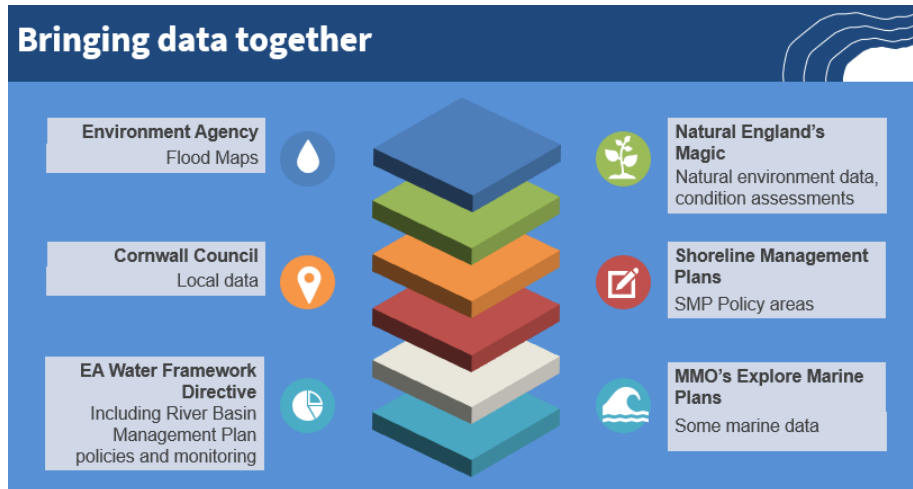 Bringing data together
Environment Agency
Flood Maps
Natural England's
Magic
Natural environment data,
condition assessments
Cornwall Council
Local data
Shoreline Management
Plans
SMP Policy areas
EA Water Framework
Directive
Including River Basin
Management Plan
policies and monitoring
MMO's Explore Marine
Plans
Some marine data